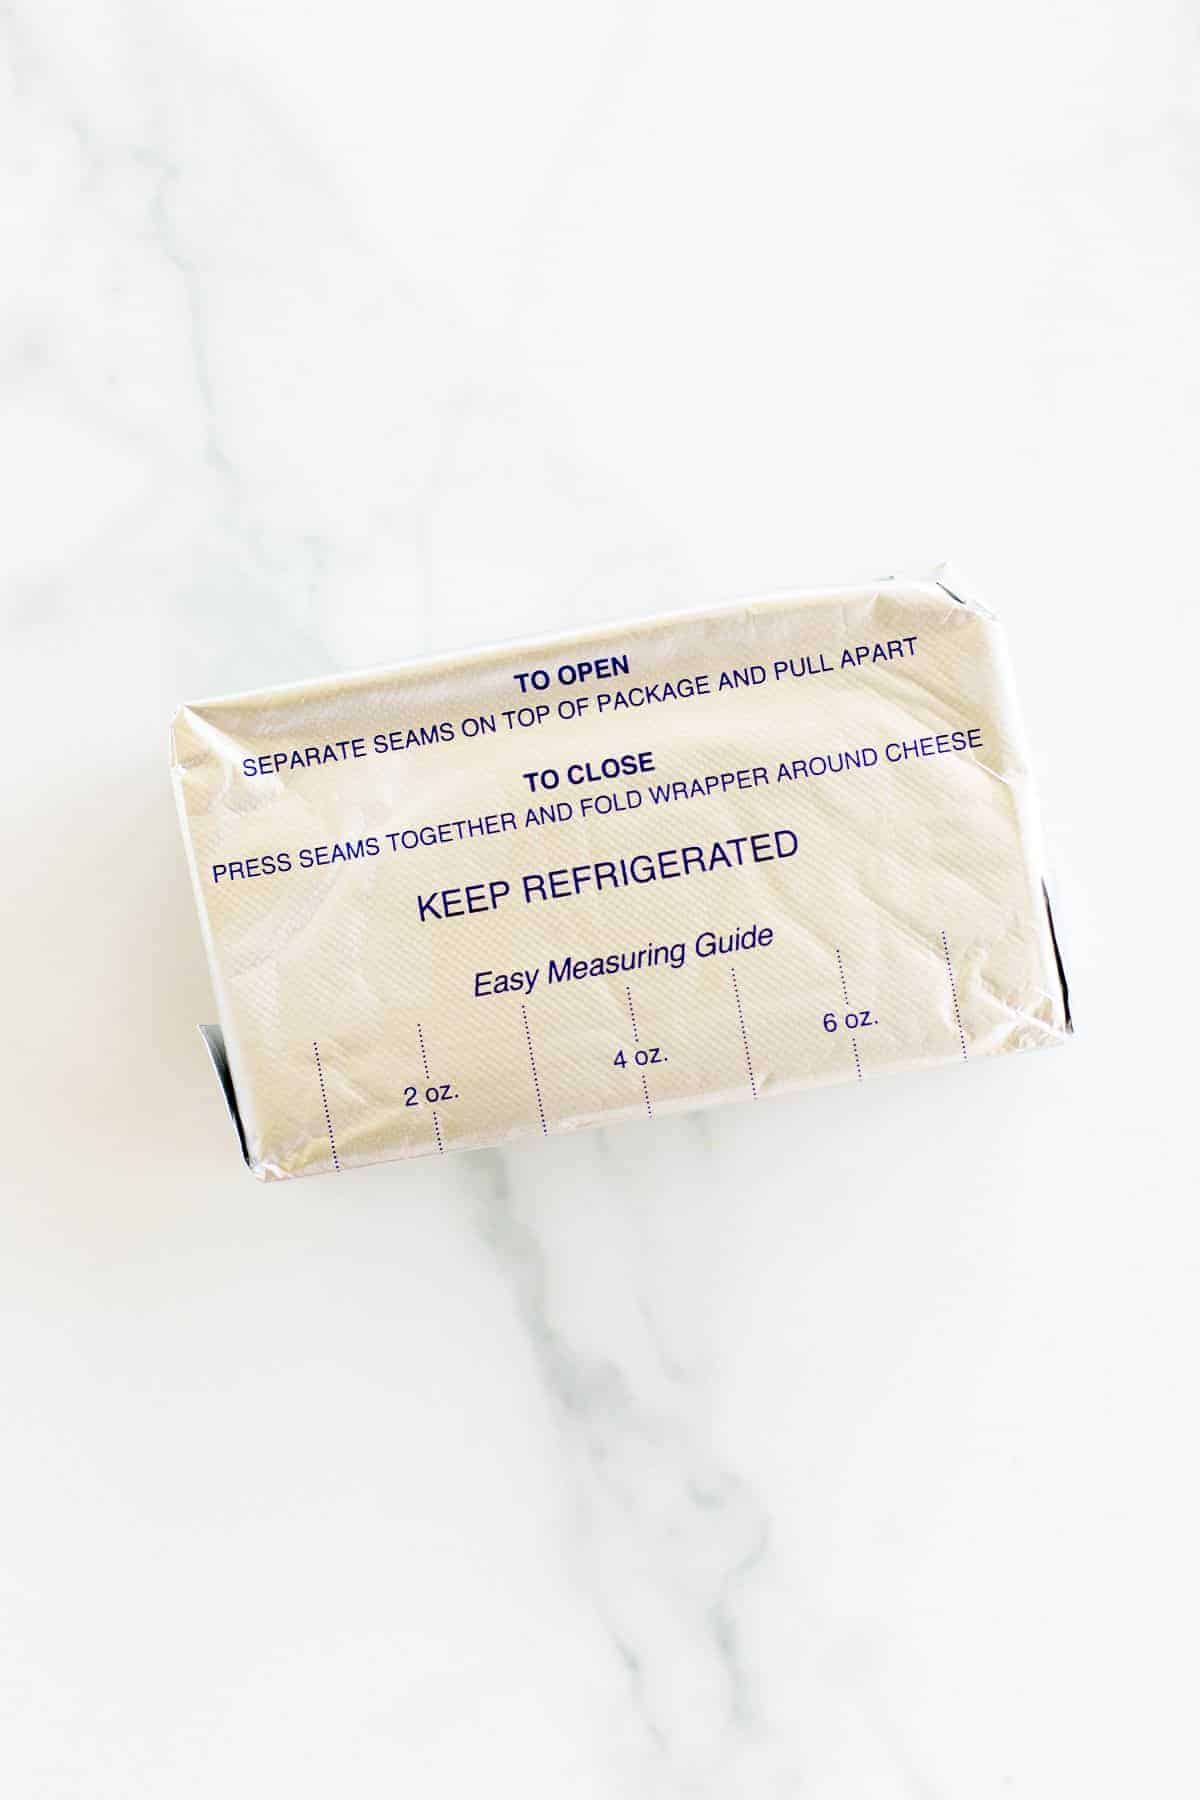 TO OPEN
SEPARATE SEAMS ON TOP OF PACKAGE AND PULL APART
TO CLOSE
PRESS SEAMS TOGETHER AND FOLD WRAPPER AROUND CHEESE
KEEP REFRIGERATED
Easy Measuring Guide
2 oz. 4 oz. 6 oz.